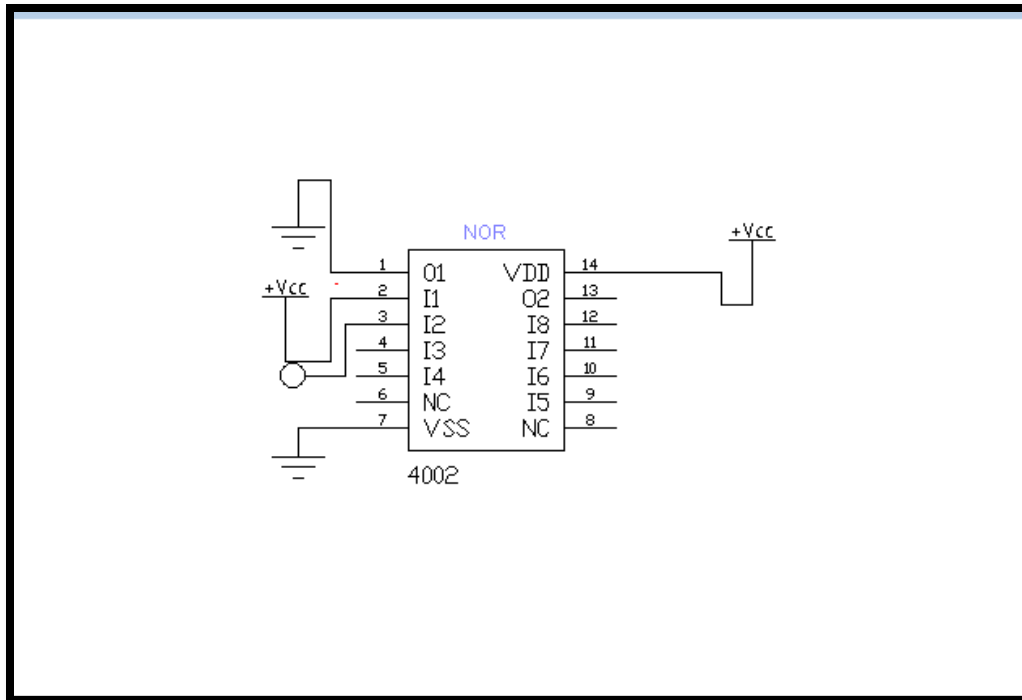 NOR
+Vcc
1 O1 VDD 14
+Vcc 2 I1 O2 13
3 I2 I8 12
4 I3 I7 11
5 I4 I6 10
6 NC I5 9
7 VSS NC 8
4002